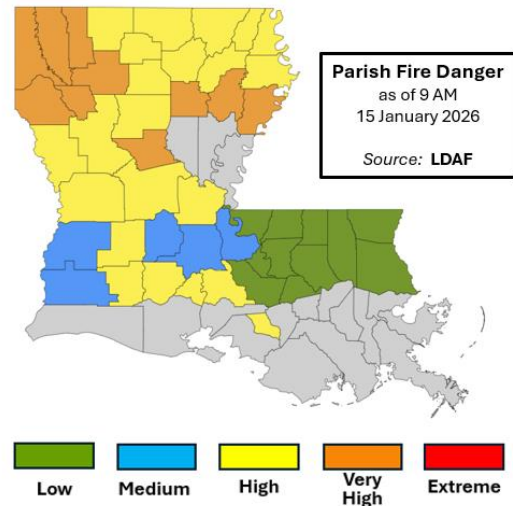 Parish Fire Danger
as of 9 AM
15 January 2026
Source: LDAF
Low
Medium
High
Very
High
Extreme